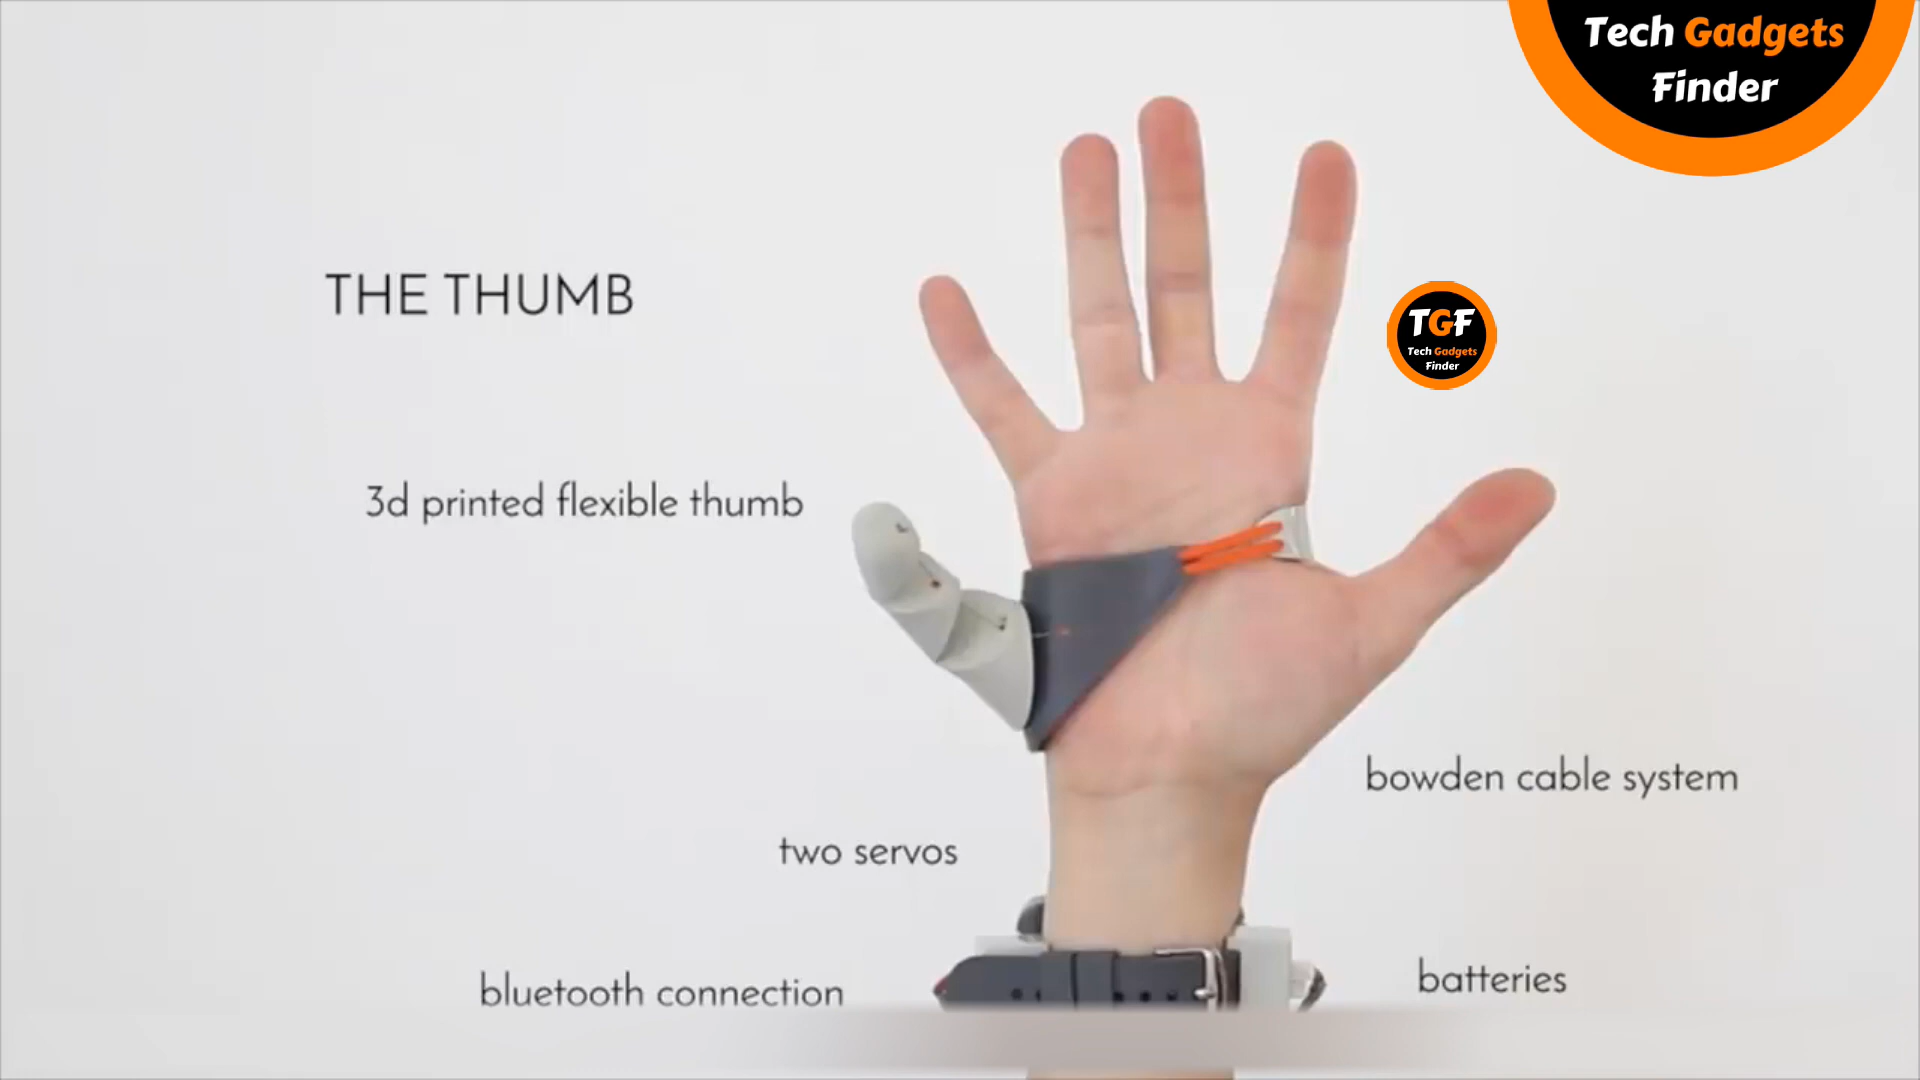 Tech Gadgets
Finder
THE THUMB
TGF
Tech Gadgets
Finder
3d printed flexible thumb
bowden cable system
two servos
bluetooth connection
batteries